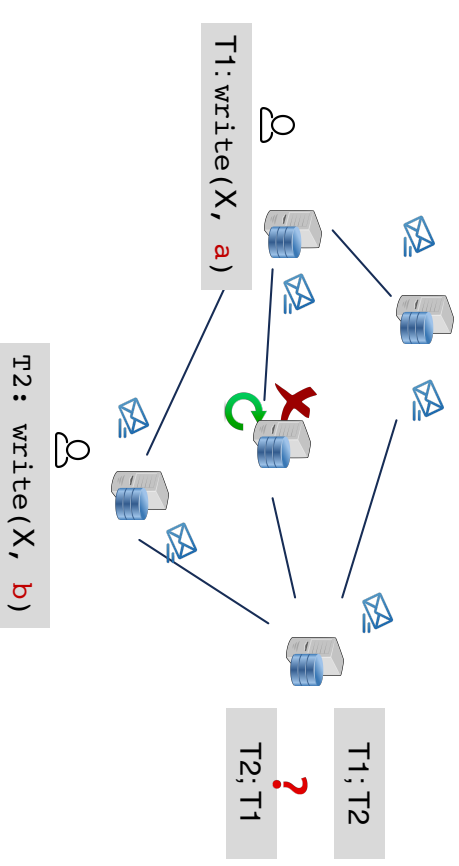 T1: write(X, a)
T2: write(X, b)
T1; T2
?
T2; T1